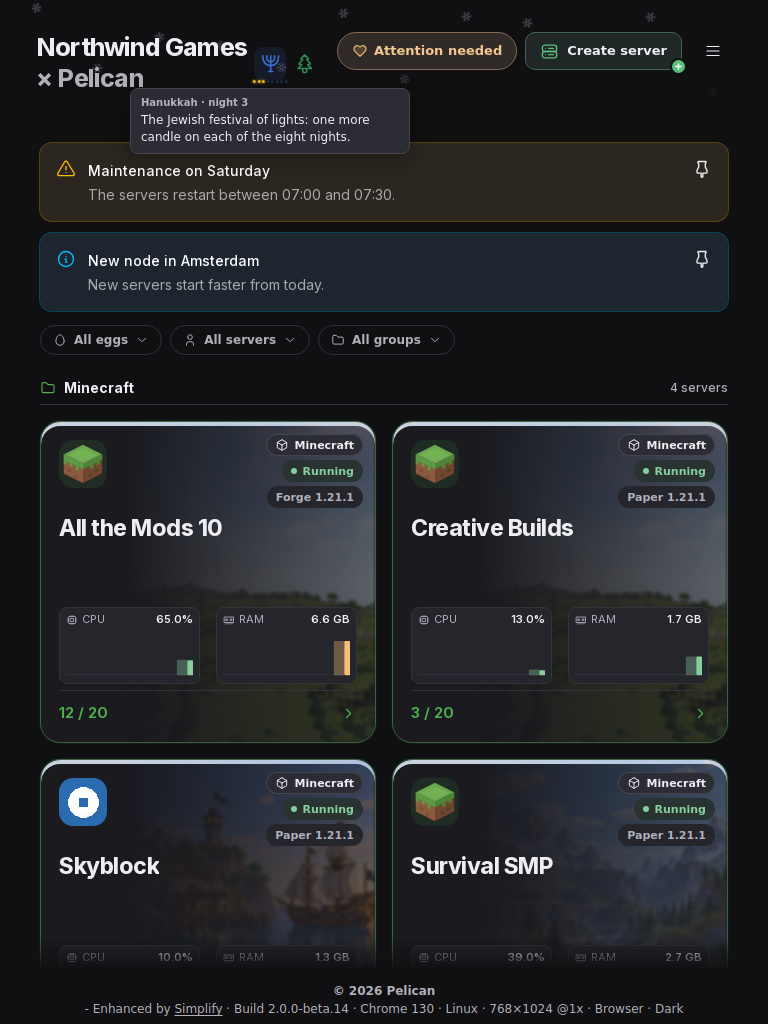 Northwind Games
× Pelican
Attention needed
Create server
Hanukkah · night 3
The Jewish festival of lights: one more
candle on each of the eight nights.
Maintenance on Saturday
The servers restart between 07:00 and 07:30.
New node in Amsterdam
New servers start faster from today.
All eggs
All servers
All groups
Minecraft
4 servers
Minecraft
Running
Forge 1.21.1
All the Mods 10
CPU 65.0%
RAM 6.6 GB
12 / 20
Minecraft
Running
Paper 1.21.1
Creative Builds
CPU 13.0%
RAM 1.7 GB
3 / 20
Minecraft
Running
Paper 1.21.1
Skyblock
CPU 10.0%
RAM 1.3 GB
Minecraft
Running
Paper 1.21.1
Survival SMP
CPU 39.0%
RAM 2.7 GB
© 2026 Pelican
- Enhanced by Simplify · Build 2.0.0-beta.14 · Chrome 130 · Linux · 768×1024 @1x · Browser · Dark